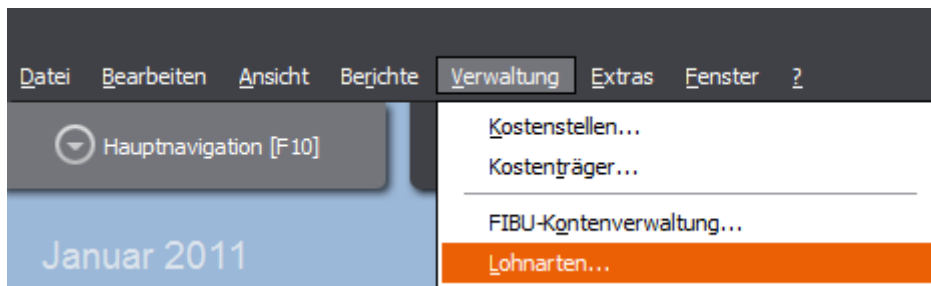 Datei Bearbeiten Ansicht Berichte Verwaltung Extras Fenster ?
Hauptnavigation [F10]
Januar 2011
Kostenstellen...
Kostenträger...
FIBU-Kontenverwaltung...
Lohnarten...